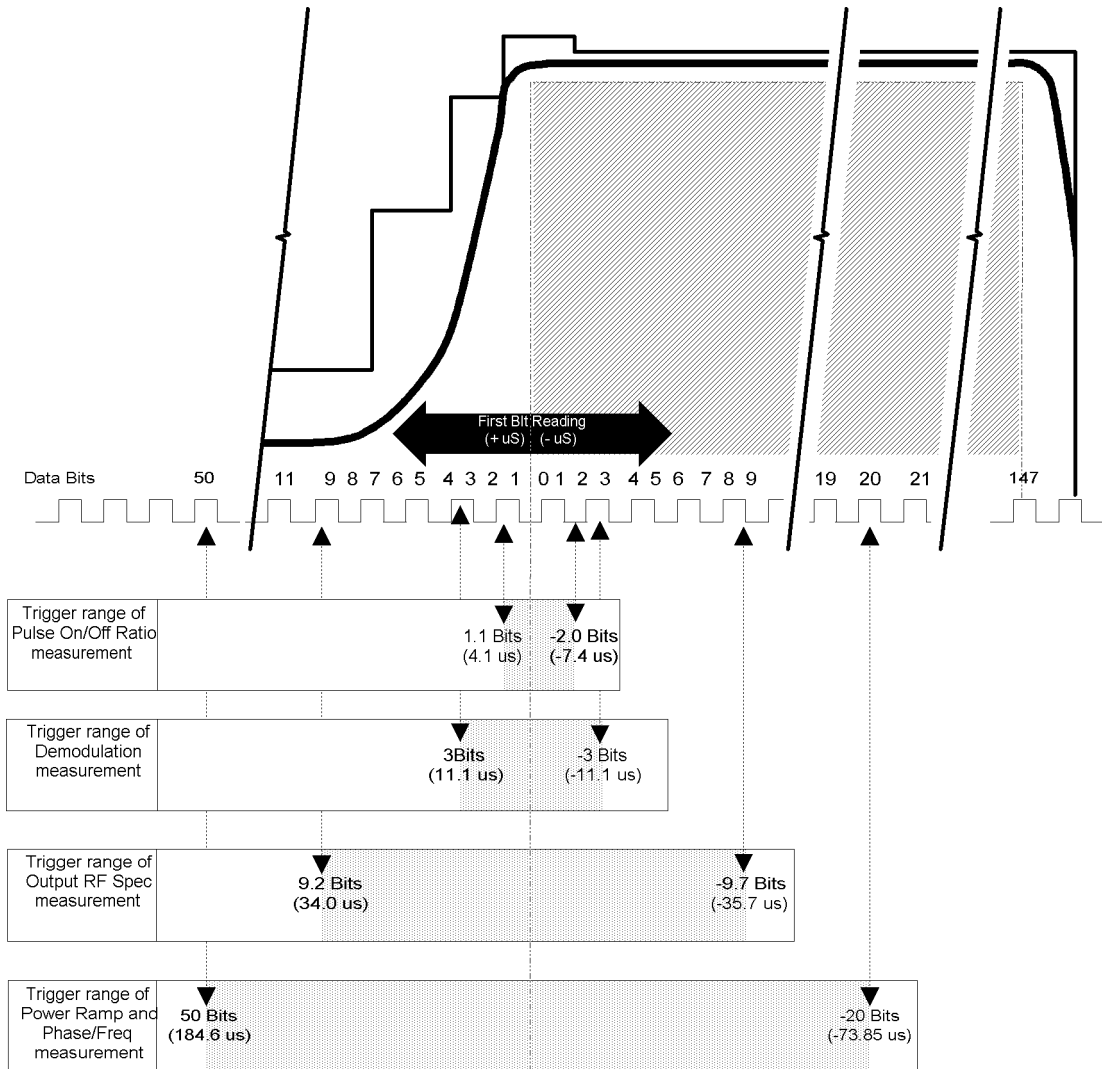 First BIt Reading
(+ uS) (- uS)
Data Bits 50 11 9 8 7 6 5 4 3 2 1 0 1 2 3 4 5 6 7 8 9 19 20 21 147
Trigger range of
Pulse On/Off Ratio
measurement
1.1 Bits
(4.1 us)
-2.0 Bits
(-7.4 us)
Trigger range of
Demodulation
measurement
3Bits
(11.1 us)
-3 Bits
(-11.1 us)
Trigger range of
Output RF Spec
measurement
9.2 Bits
(34.0 us)
-9.7 Bits
(-35.7 us)
Trigger range of
Power Ramp and
Phase/Freq
measurement
50 Bits
(184.6 us)
-20 Bits
(-73.85 us)